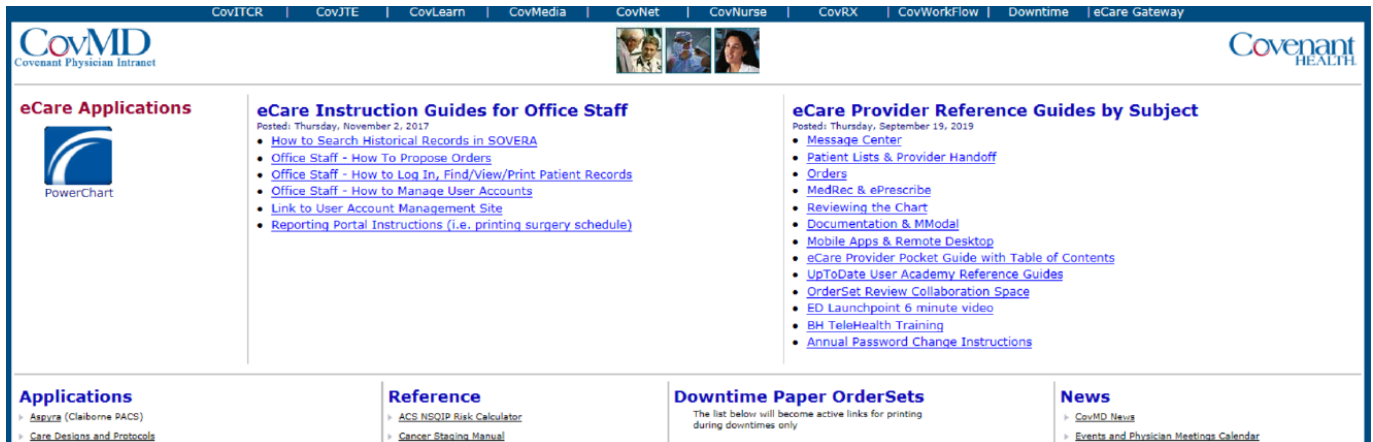 CovITCR | CovJTE | CovLearn | CovMedia | CovNet | CovNurse | CovRX | CovWorkFlow | Downtime | eCare Gateway
CovMD
Covenant Physician Intranet
Covenant
HEALTH
eCare Applications
PowerChart
eCare Instruction Guides for Office Staff
Posted: Thursday, November 2, 2017
How to Search Historical Records in SOVERA
Office Staff - How To Propose Orders
Office Staff - How to Log In, Find/View/Print Patient Records
Office Staff - How to Manage User Accounts
Link to User Account Management Site
Reporting Portal Instructions (i.e. printing surgery schedule)
eCare Provider Reference Guides by Subject
Posted: Thursday, September 19, 2019
Message Center
Patient Lists & Provider Handoff
Orders
MedRec & ePrescribe
Reviewing the Chart
Documentation & MModal
Mobile Apps & Remote Desktop
eCare Provider Pocket Guide with Table of Contents
UpToDate User Academy Reference Guides
OrderSet Review Collaboration Space
ED Launchpoint 6 minute video
BH TeleHealth Training
Annual Password Change Instructions
Applications
Aspyra (Claiborne PACS)
Care Designs and Protocols
Reference
ACS NSQIP Risk Calculator
Cancer Staging Manual
Downtime Paper OrderSets
The list below will become active links for printing
during downtimes only
News
CovMD News
Events and Physician Meetings Calendar